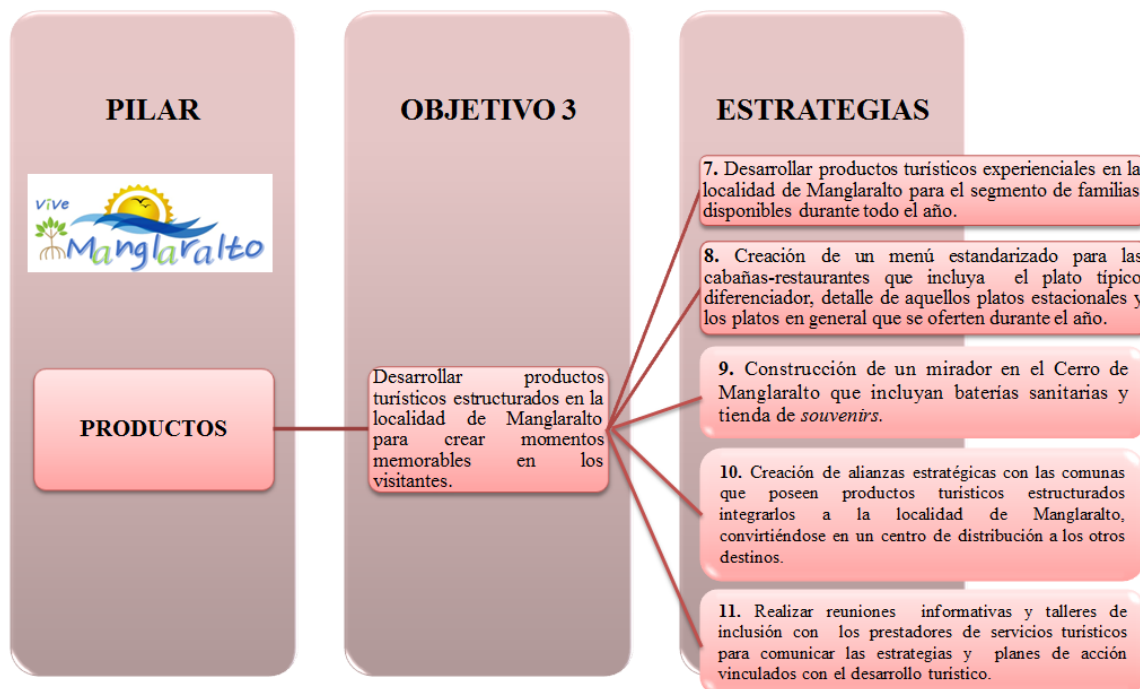 PILAR
vive
Manglaralto
PRODUCTOS
OBJETIVO 3
Desarrollar productos
turísticos estructurados en la
localidad de Manglaralto
para crear momentos
memorables en los
visitantes.
ESTRATEGIAS
7. Desarrollar productos turísticos experienciales en la
localidad de Manglaralto para el segmento de familias
disponibles durante todo el año.
8. Creación de un menú estandarizado para las
cabañas-restaurantes que incluya el plato típico
diferenciador, detalle de aquellos platos estacionales y
los platos en general que se oferten durante el año.
9. Construcción de un mirador en el Cerro de
Manglaralto que incluyan baterías sanitarias y
tienda de souvenirs.
10. Creación de alianzas estratégicas con las comunas
que poseen productos turísticos estructurados
integrarlos a la localidad de Manglaralto,
convirtiéndose en un centro de distribución a los otros
destinos.
11. Realizar reuniones informativas y talleres de
inclusión con los prestadores de servicios turísticos
para comunicar las estrategias y planes de acción
vinculados con el desarrollo turístico.